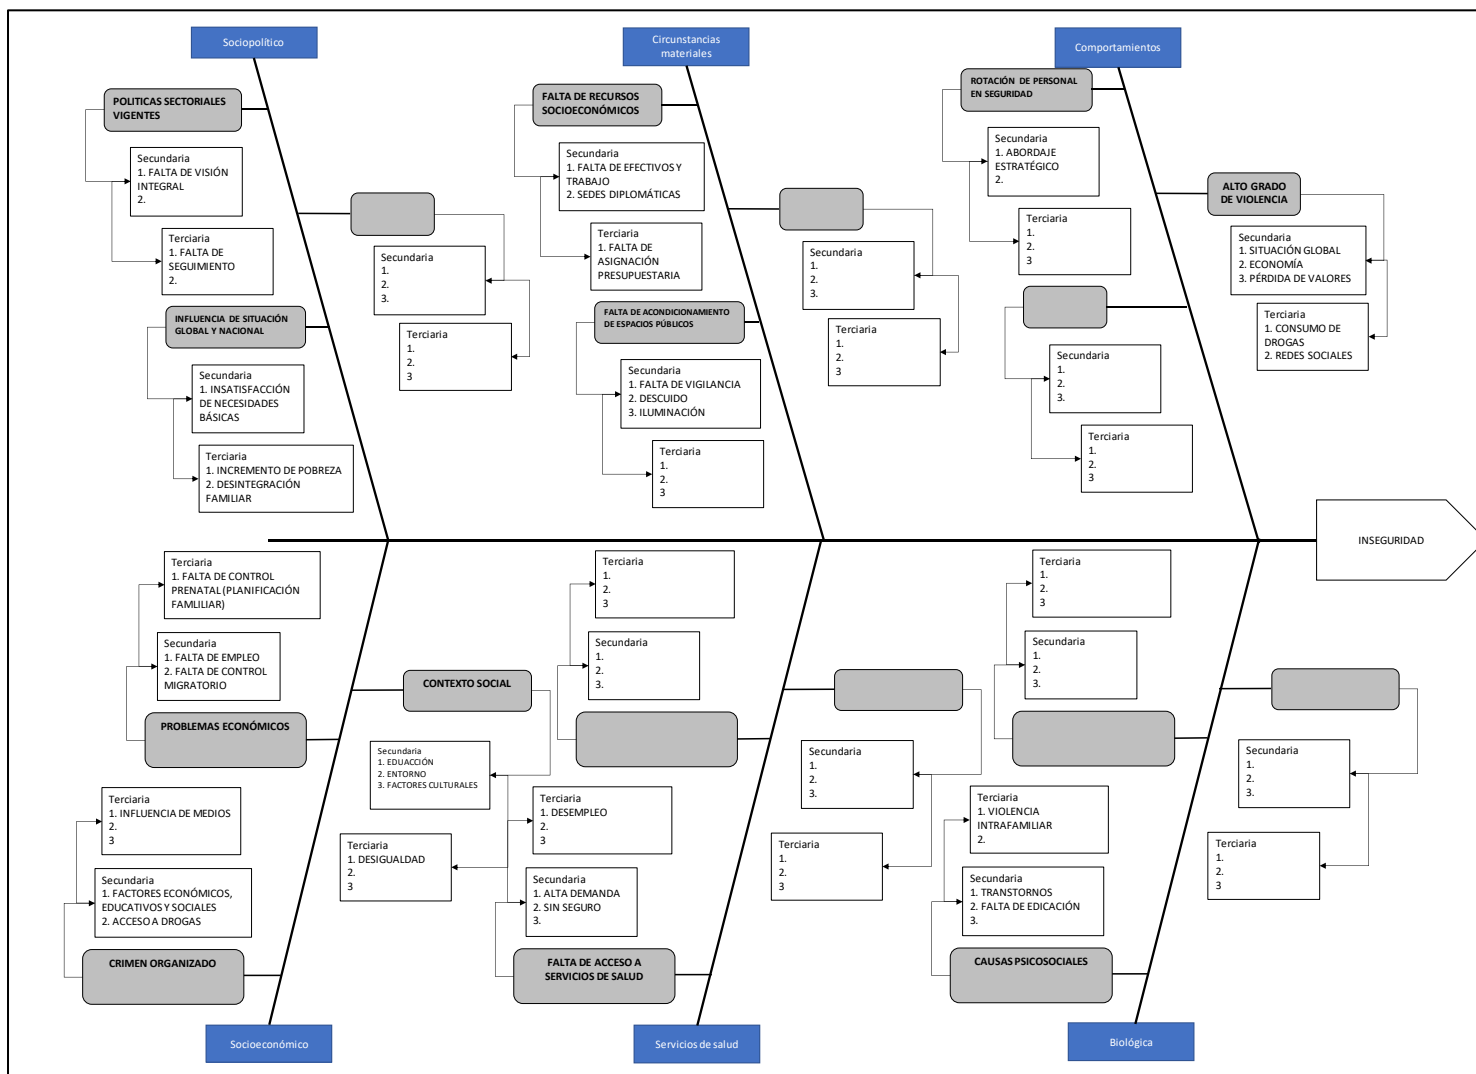 Sociopolítico
POLITICAS SECTORIALES
VIGENTES
Secundaria
1. FALTA DE VISIÓN
INTEGRAL
2.
Terciaria
1. FALTA DE
SEGUIMIENTO
2.
Secundaria
1.
2.
3.
Terciaria
1.
2.
3
INFLUENCIA DE SITUACIÓN
GLOBAL Y NACIONAL
Secundaria
1. INSATISFACCIÓN
DE NECESIDADES
BÁSICAS
Terciaria
1. INCREMENTO DE POBREZA
2. DESINTEGRACIÓN
FAMILIAR
Circunstancias
materiales
FALTA DE RECURSOS
SOCIOECONÓMICOS
Secundaria
1. FALTA DE EFECTIVOS Y
TRABAJO
2. SEDES DIPLOMÁTICAS
Terciaria
1. FALTA DE
ASIGNACIÓN
PRESUPUESTARIA
Secundaria
1.
2.
3.
Terciaria
1.
2.
3
FALTA DE ACONDICIONAMIENTO
DE ESPACIOS PÚBLICOS
Secundaria
1. FALTA DE VIGILANCIA
2. DESCUIDO
3. ILUMINACIÓN
Terciaria
1.
2.
3
Comportamientos
ROTACIÓN DE PERSONAL
EN SEGURIDAD
Secundaria
1. ABORDAJE
ESTRATÉGICO
2.
Terciaria
1.
2.
3
ALTO GRADO
DE VIOLENCIA
Secundaria
1. SITUACIÓN GLOBAL
2. ECONOMÍA
3. PÉRDIDA DE VALORES
Terciaria
1. CONSUMO DE
DROGAS
2. REDES SOCIALES
Secundaria
1.
2.
3.
Terciaria
1.
2.
3
INSEGURIDAD
Terciaria
1. FALTA DE CONTROL
PRENATAL (PLANIFICACIÓN
FAMLILIAR)
Secundaria
1. FALTA DE EMPLEO
2. FALTA DE CONTROL
MIGRATORIO
PROBLEMAS ECONÓMICOS
CONTEXTO SOCIAL
Secundaria
1. EDUACCIÓN
2. ENTORNO
3. FACTORES CULTURALES
Terciaria
1. DESIGUALDAD
2.
3
Terciaria
1. INFLUENCIA DE MEDIOS
2.
3
Secundaria
1. FACTORES ECONÓMICOS,
EDUCATIVOS Y SOCIALES
2. ACCESO A DROGAS
CRIMEN ORGANIZADO
Socioeconómico
Terciaria
1.
2.
3
Secundaria
1.
2.
3.
Secundaria
1.
2.
3.
Terciaria
1.
2.
3
Terciaria
1. DESEMPLEO
2.
3
Secundaria
1. ALTA DEMANDA
2. SIN SEGURO
3.
FALTA DE ACCESO A
SERVICIOS DE SALUD
Servicios de salud
Terciaria
1.
2.
3
Secundaria
1.
2.
3.
Secundaria
1.
2.
3.
Terciaria
1.
2.
3
Terciaria
1. VIOLENCIA
INTRAFAMILIAR
2.
Secundaria
1. TRANSTORNOS
2. FALTA DE EDICACIÓN
3.
CAUSAS PSICOSOCIALES
Biológica